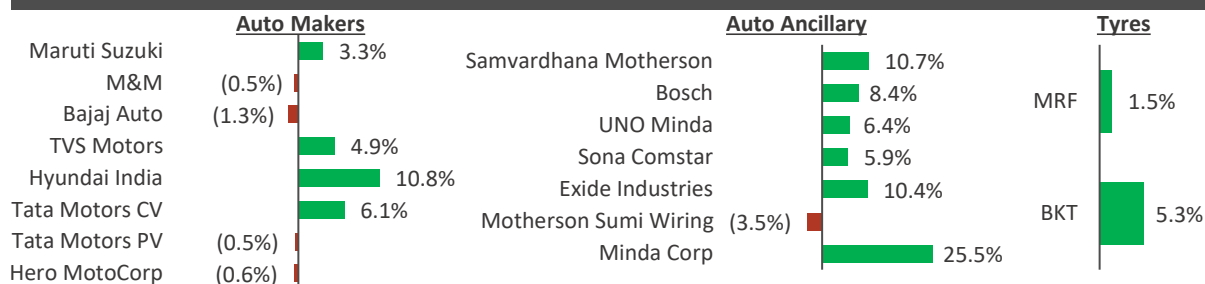 Auto Makers
Maruti Suzuki 3.3%
M&M (0.5%)
Bajaj Auto (1.3%)
TVS Motors 4.9%
Hyundai India 10.8%
Tata Motors CV 6.1%
Tata Motors PV (0.5%)
Hero MotoCorp (0.6%)
Auto Ancillary
Samvardhana Motherson 10.7%
Bosch 8.4%
UNO Minda 6.4%
Sona Comstar 5.9%
Exide Industries 10.4%
Motherson Sumi Wiring (3.5%)
Minda Corp 25.5%
Tyres
MRF 1.5%
BKT 5.3%